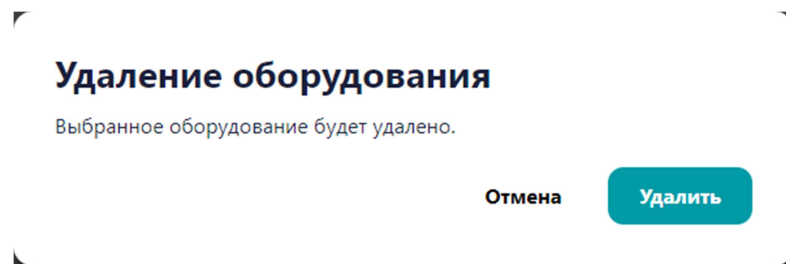 Удаление оборудования
Выбранное оборудование будет удалено.
Отмена Удалить